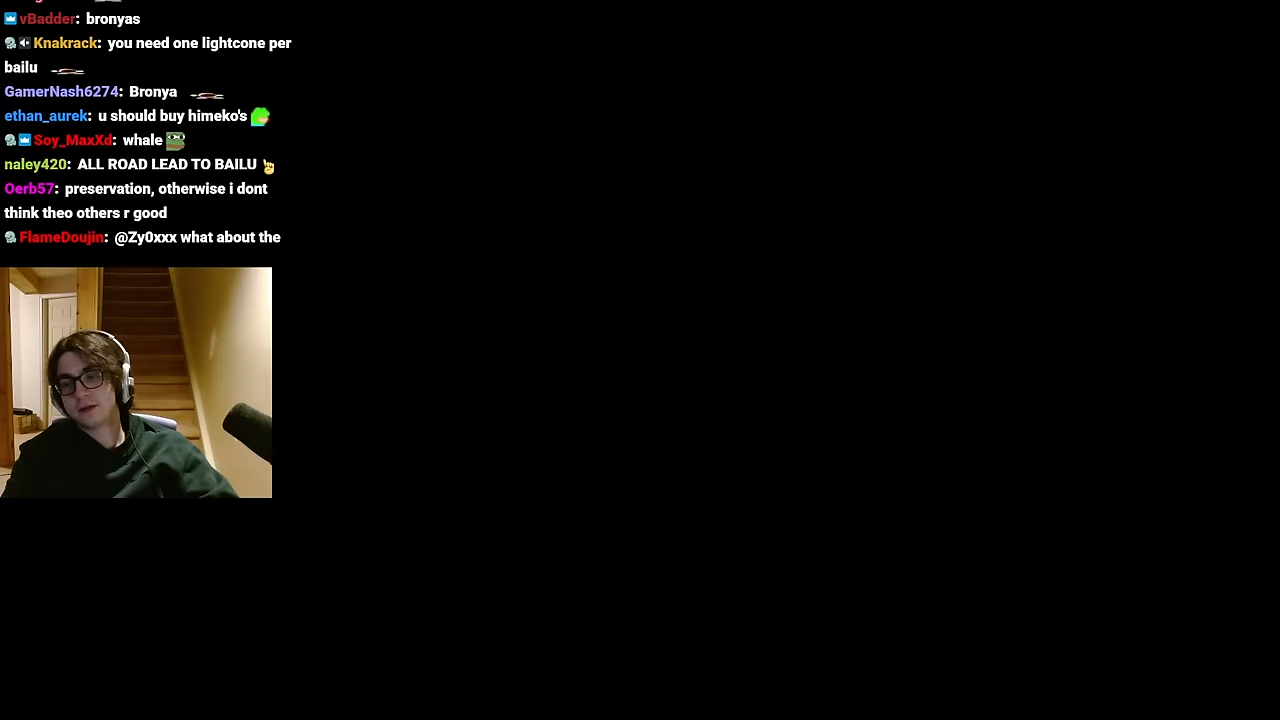 vBadder: bronyas
Knakrack: you need one lightcone per
bailu
GamerNash6274: Bronya
ethan_aurek: u should buy himeko's
Soy_MaxXd: whale
naley420: ALL ROAD LEAD TO BAILU
Oerb57: preservation, otherwise i dont
think theo others r good
FlameDoujin: @Zy0xxx what about the